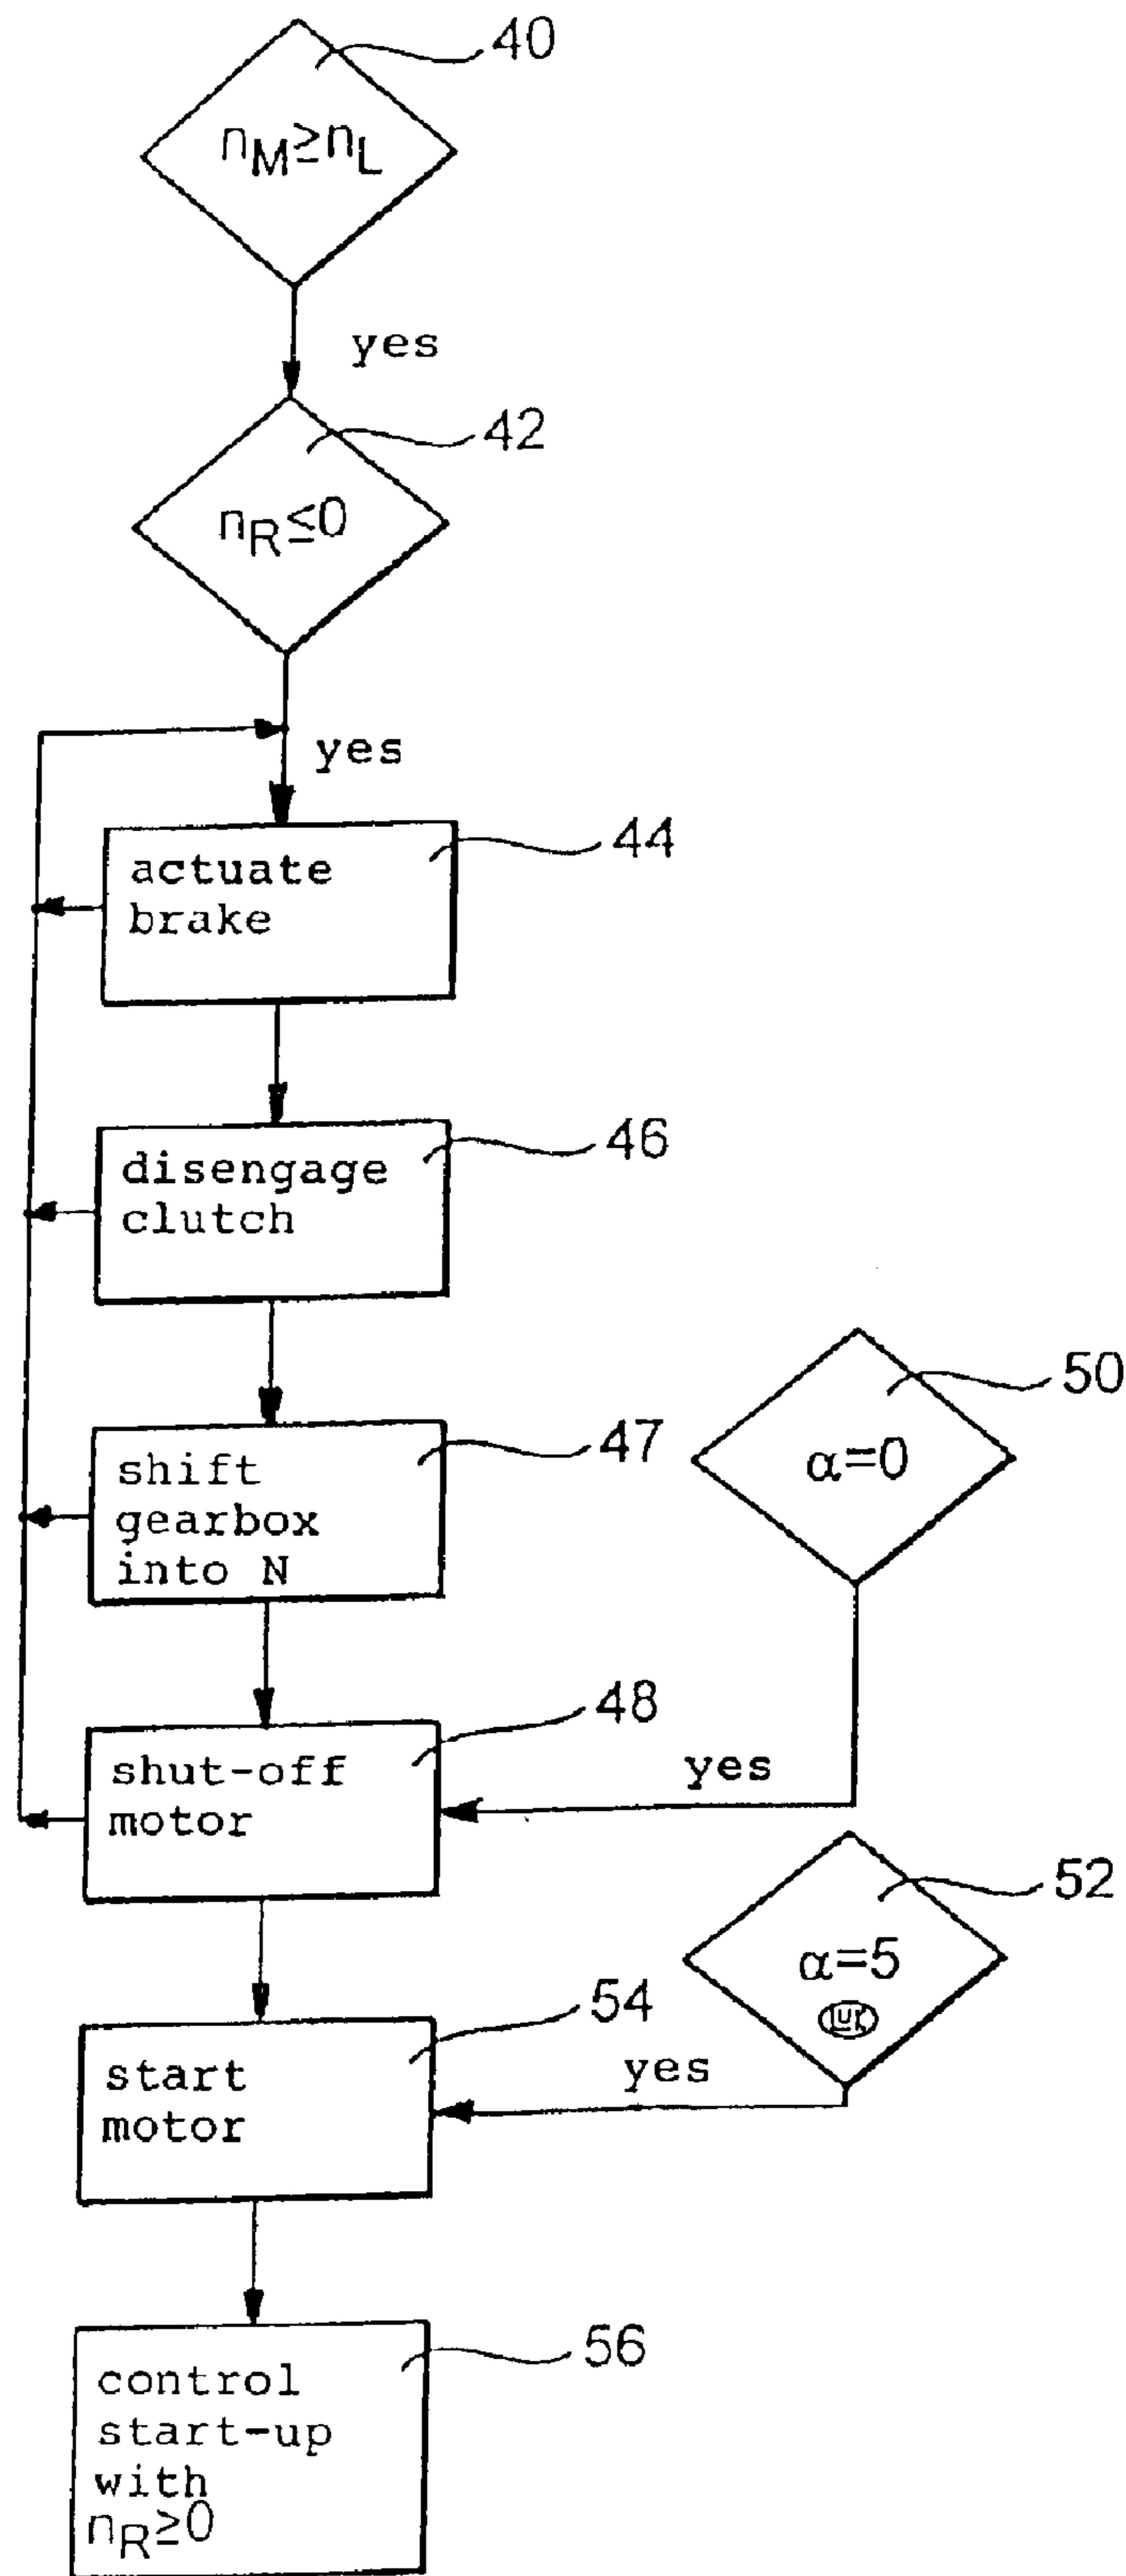 40
n_M≥n_L
yes
42
n_R≤0
yes
44
actuate
brake
46
disengage
clutch
47
shift
gearbox
into N
50
α=0
48
shut-off
motor
yes
52
α=5
LUK
54
start
motor
yes
56
control
start-up
with
n_R≥0